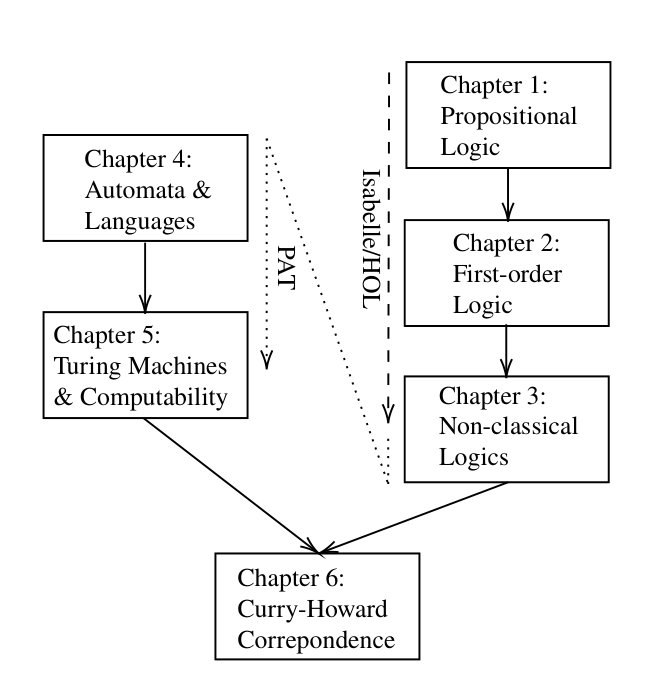 Chapter 1:
Propositional
Logic
Chapter 4:
Automata &
Languages
Isabelle/HOL
PAT
Chapter 2:
First-order
Logic
Chapter 5:
Turing Machines
& Computability
Chapter 3:
Non-classical
Logics
Chapter 6:
Curry-Howard
Correpondence